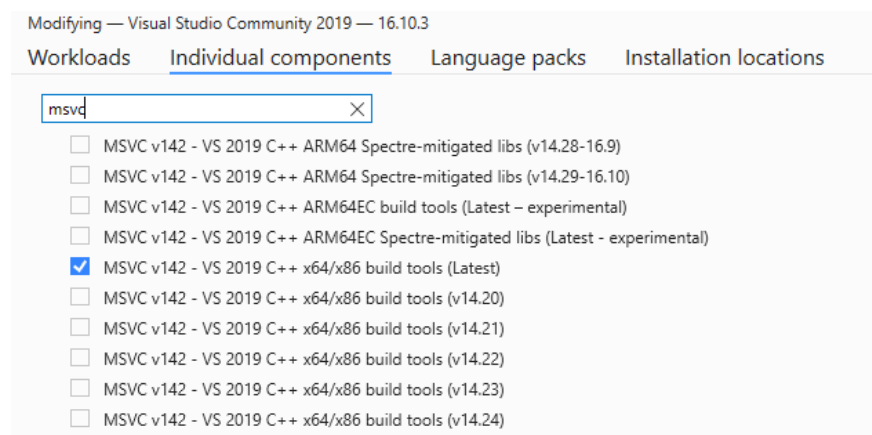 Modifying — Visual Studio Community 2019 — 16.10.3
Workloads Individual components Language packs Installation locations
msvc
MSVC v142 - VS 2019 C++ ARM64 Spectre-mitigated libs (v14.28-16.9)
MSVC v142 - VS 2019 C++ ARM64 Spectre-mitigated libs (v14.29-16.10)
MSVC v142 - VS 2019 C++ ARM64EC build tools (Latest – experimental)
MSVC v142 - VS 2019 C++ ARM64EC Spectre-mitigated libs (Latest - experimental)
MSVC v142 - VS 2019 C++ x64/x86 build tools (Latest)
MSVC v142 - VS 2019 C++ x64/x86 build tools (v14.20)
MSVC v142 - VS 2019 C++ x64/x86 build tools (v14.21)
MSVC v142 - VS 2019 C++ x64/x86 build tools (v14.22)
MSVC v142 - VS 2019 C++ x64/x86 build tools (v14.23)
MSVC v142 - VS 2019 C++ x64/x86 build tools (v14.24)